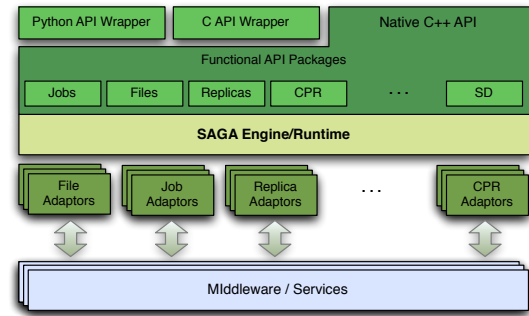 Python API Wrapper
C API Wrapper
Native C++ API
Functional API Packages
Jobs
Files
Replicas
CPR
...
SD
SAGA Engine/Runtime
File
Adaptors
Job
Adaptors
Replica
Adaptors
...
CPR
Adaptors
MIddleware / Services